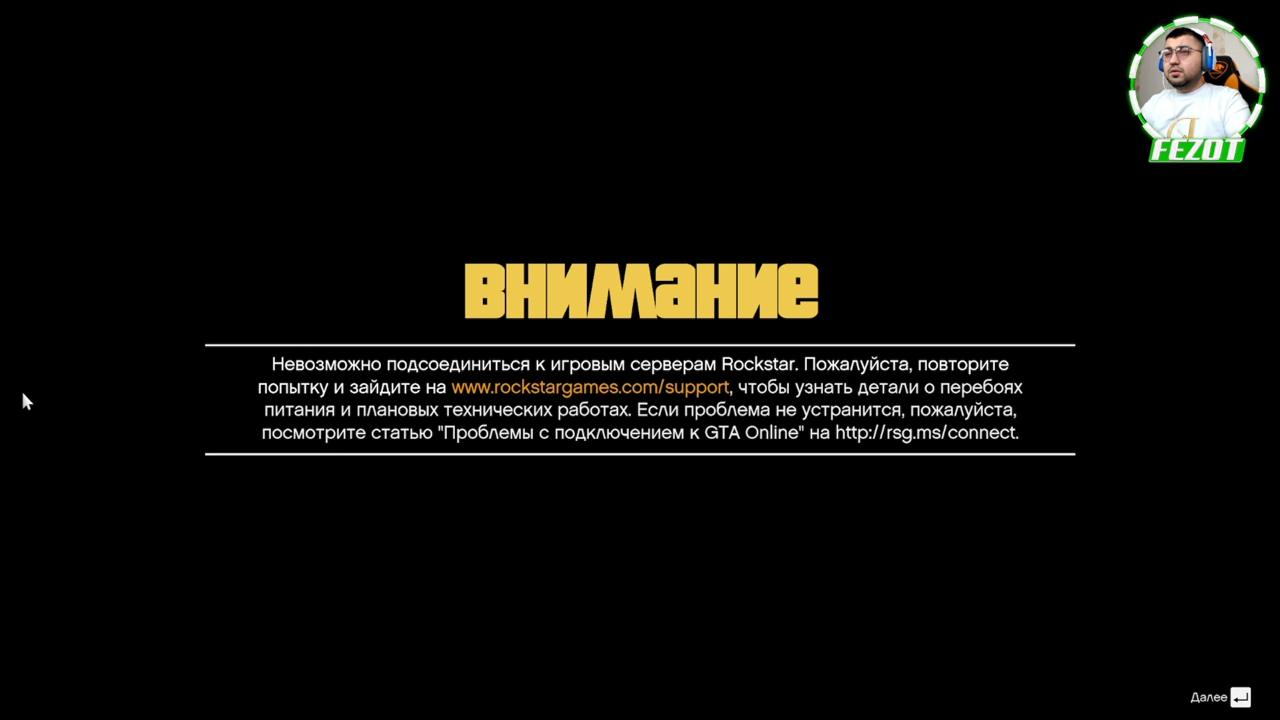 FEZOT
внимание
Невозможно подсоединиться к игровым серверам Rockstar. Пожалуйста, повторите
попытку и зайдите на www.rockstargames.com/support, чтобы узнать детали о перебоях
питания и плановых технических работах. Если проблема не устранится, пожалуйста,
посмотрите статью "Проблемы с подключением к GTA Online" на http://rsg.ms/connect.
Далее